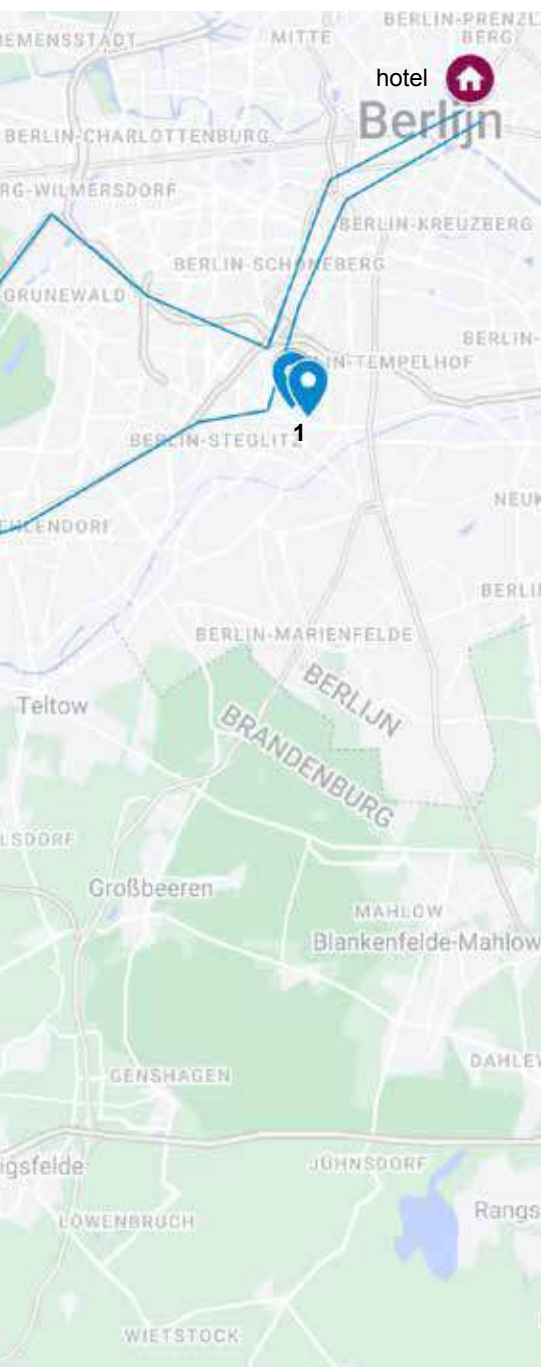 BERLIN-PRENZL
BERG
EMENSSTADT
MITTE
hotel
Berlijn
BERLIN-CHARLOTTENBURG
RG-WILMERSDORF
BERLIN-KREUZBERG
BERLIN-SCHÖNEBERG
GRUNEWALD
BERLIN-
LIN-TEMPELHOF
1
BERLIN-STEGLITZ
NEUK
EHLENDORF
BERLI
BERLIN-MARIENFELDE
BERLIJN
Teltow
BRANDENBURG
LSDORF
Großbeeren
MAHLOW
Blankenfelde-Mahlow
DAHLEW
GENSHAGEN
igsfelde
JÜHNSDORF
Rangs
LÖWENBRUCH
WIETSTOCK